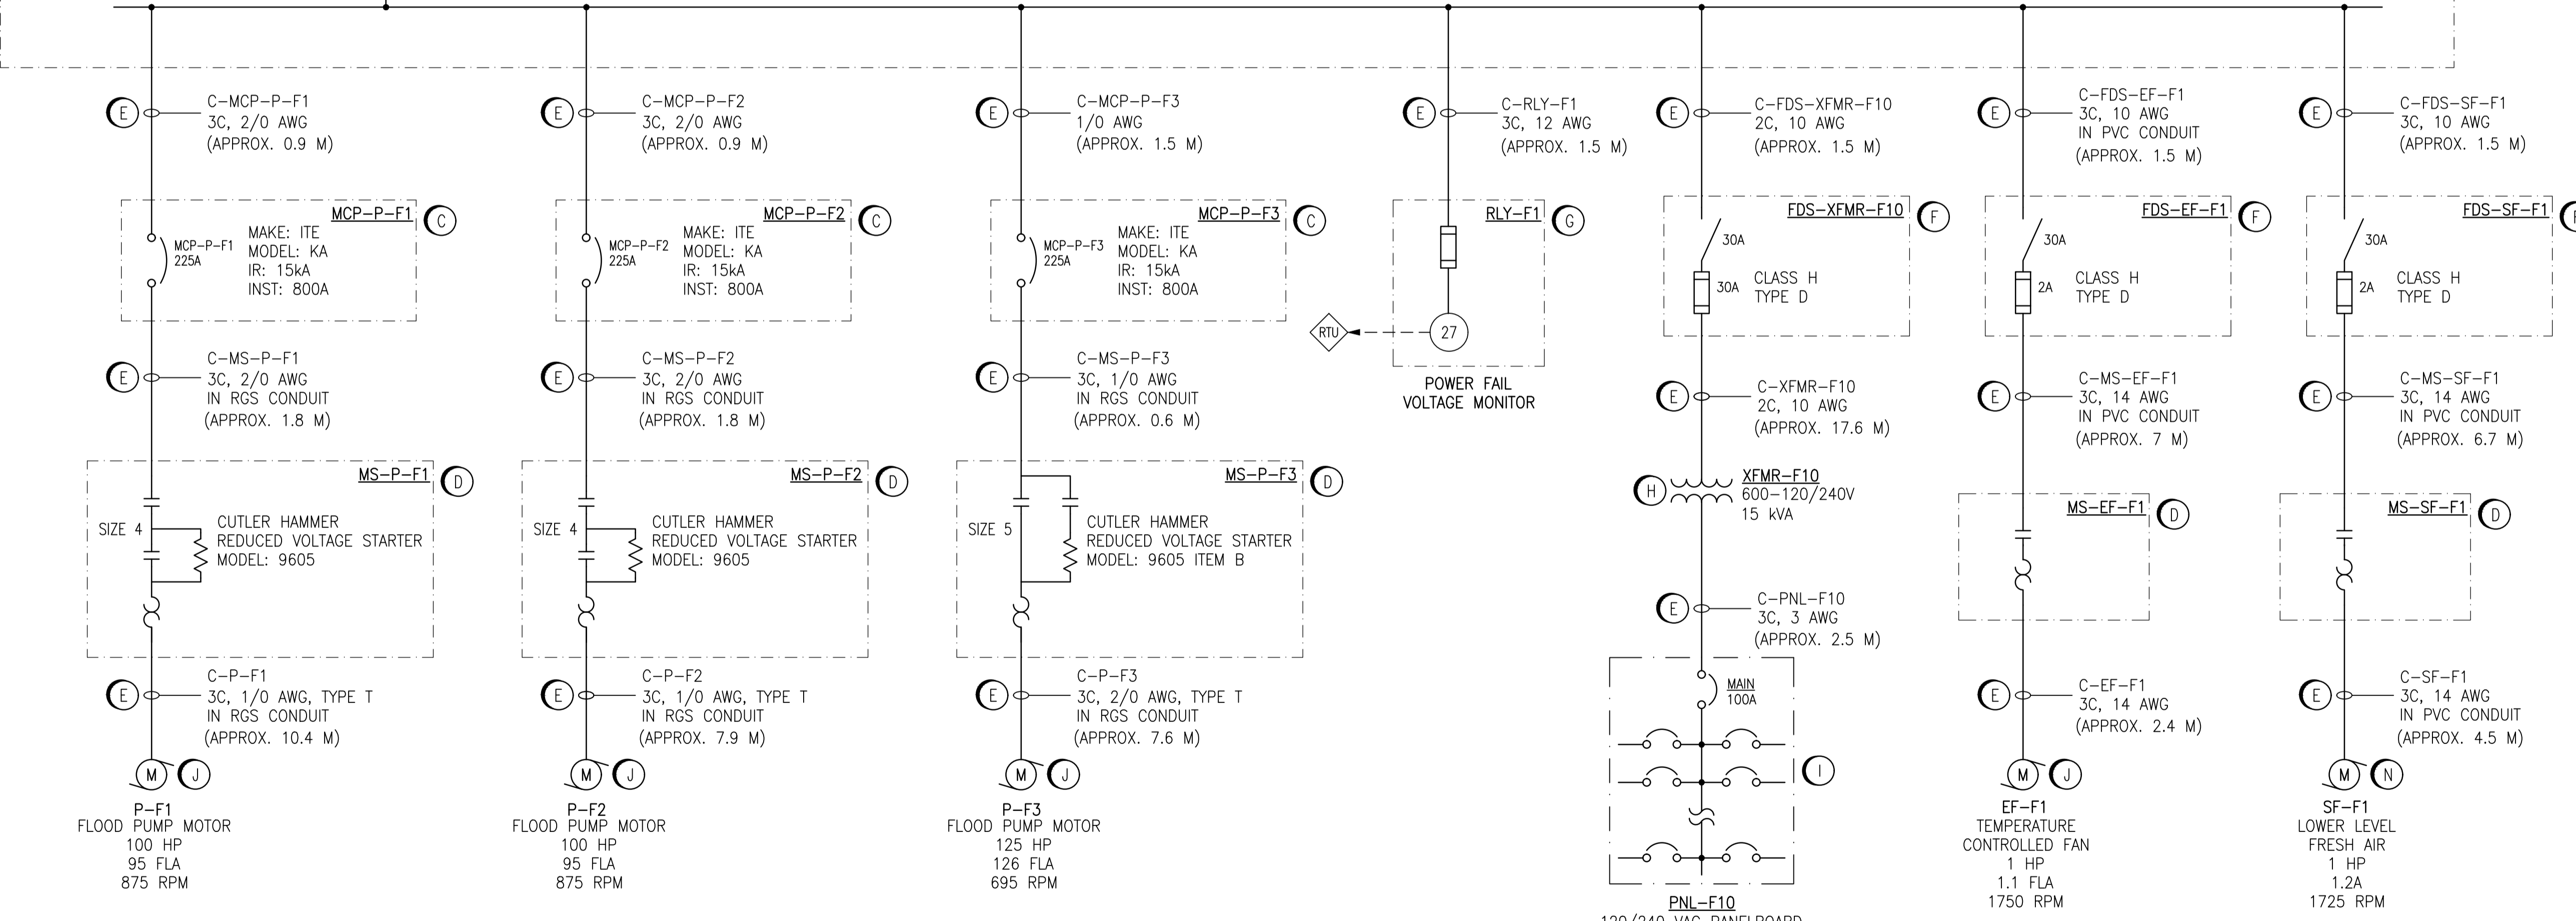 E
C-MCP-P-F1
3C, 2/0 AWG
(APPROX. 0.9 M)
MCP-P-F1
C
MCP-P-F1
225A
MAKE: ITE
MODEL: KA
IR: 15kA
INST: 800A
E
C-MS-P-F1
3C, 2/0 AWG
IN RGS CONDUIT
(APPROX. 1.8 M)
MS-P-F1
D
SIZE 4
CUTLER HAMMER
REDUCED VOLTAGE STARTER
MODEL: 9605
E
C-P-F1
3C, 1/0 AWG, TYPE T
IN RGS CONDUIT
(APPROX. 10.4 M)
M
J
P-F1
FLOOD PUMP MOTOR
100 HP
95 FLA
875 RPM
E
C-MCP-P-F2
3C, 2/0 AWG
(APPROX. 0.9 M)
MCP-P-F2
C
MCP-P-F2
225A
MAKE: ITE
MODEL: KA
IR: 15kA
INST: 800A
E
C-MS-P-F2
3C, 2/0 AWG
IN RGS CONDUIT
(APPROX. 1.8 M)
MS-P-F2
D
SIZE 4
CUTLER HAMMER
REDUCED VOLTAGE STARTER
MODEL: 9605
E
C-P-F2
3C, 1/0 AWG, TYPE T
IN RGS CONDUIT
(APPROX. 7.9 M)
M
J
P-F2
FLOOD PUMP MOTOR
100 HP
95 FLA
875 RPM
E
C-MCP-P-F3
1/0 AWG
(APPROX. 1.5 M)
MCP-P-F3
C
MCP-P-F3
225A
MAKE: ITE
MODEL: KA
IR: 15kA
INST: 800A
E
C-MS-P-F3
3C, 1/0 AWG
IN RGS CONDUIT
(APPROX. 0.6 M)
MS-P-F3
D
SIZE 5
CUTLER HAMMER
REDUCED VOLTAGE STARTER
MODEL: 9605 ITEM B
E
C-P-F3
3C, 2/0 AWG, TYPE T
IN RGS CONDUIT
(APPROX. 7.6 M)
M
J
P-F3
FLOOD PUMP MOTOR
125 HP
126 FLA
695 RPM
E
C-RLY-F1
3C, 12 AWG
(APPROX. 1.5 M)
RLY-F1
G
RTU
27
POWER FAIL
VOLTAGE MONITOR
E
C-FDS-XFMR-F10
2C, 10 AWG
(APPROX. 1.5 M)
FDS-XFMR-F10
F
30A
30A
CLASS H
TYPE D
E
C-XFMR-F10
2C, 10 AWG
(APPROX. 17.6 M)
H
XFMR-F10
600-120/240V
15 kVA
E
C-PNL-F10
3C, 3 AWG
(APPROX. 2.5 M)
MAIN
100A
I
PNL-F10
120/240 VAC PANELBOARD
E
C-FDS-EF-F1
3C, 10 AWG
IN PVC CONDUIT
(APPROX. 1.5 M)
FDS-EF-F1
F
30A
2A
CLASS H
TYPE D
E
C-MS-EF-F1
3C, 14 AWG
IN PVC CONDUIT
(APPROX. 7 M)
MS-EF-F1
D
E
C-EF-F1
3C, 14 AWG
(APPROX. 2.4 M)
M
J
EF-F1
TEMPERATURE
CONTROLLED FAN
1 HP
1.1 FLA
1750 RPM
E
C-FDS-SF-F1
3C, 10 AWG
(APPROX. 1.5 M)
FDS-SF-F1
30A
2A
CLASS H
TYPE D
E
C-MS-SF-F1
3C, 14 AWG
IN PVC CONDUIT
(APPROX. 6.7 M)
MS-SF-F1
D
E
C-SF-F1
3C, 14 AWG
IN PVC CONDUIT
(APPROX. 4.5 M)
M
N
SF-F1
LOWER LEVEL
FRESH AIR
1 HP
1.2A
1725 RPM